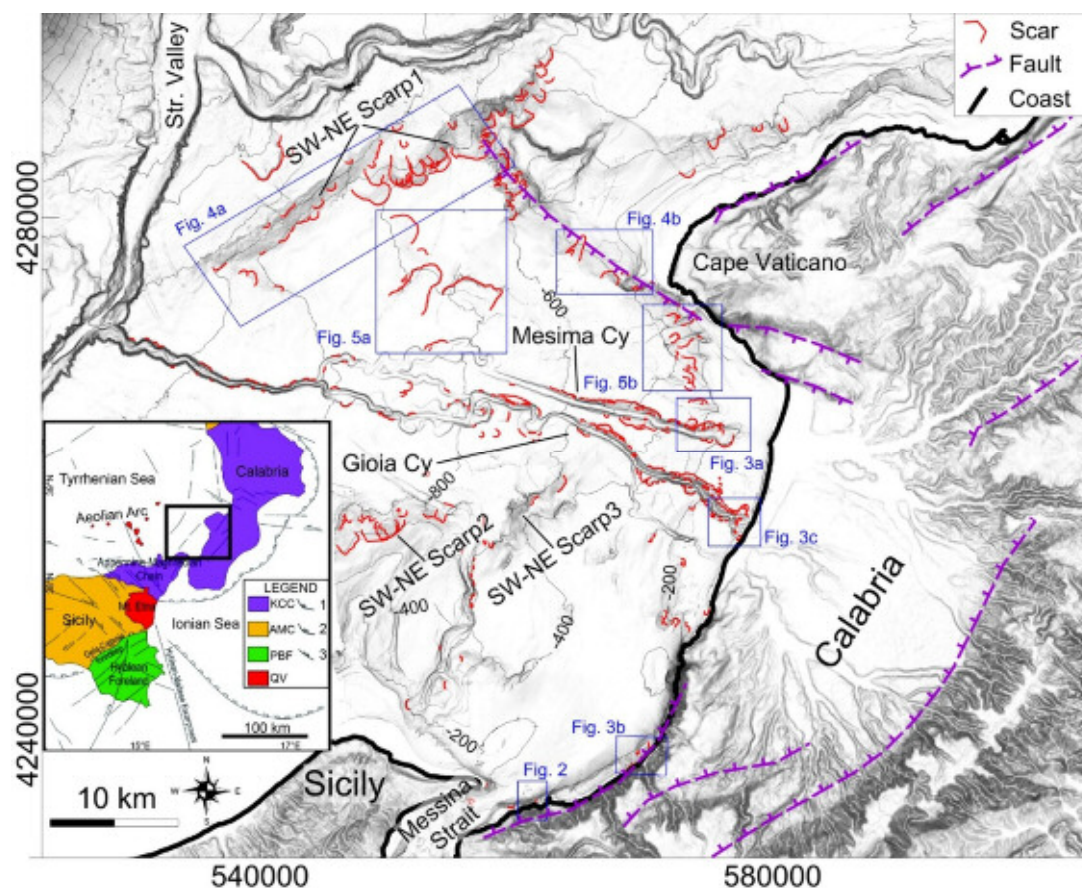 Scar
Fault
Coast
Str. Valley
SW-NE Scarp1
Fig. 4a
4280000
Fig. 4b
Cape Vaticano
-600
Mesima Cy
Fig. 5a
Fig. 5b
Gioia Cy
Fig. 3a
-800
SW-NE Scarp2
SW-NE Scarp3
Fig. 3c
-200
-400
-400
Calabria
-200
Fig. 3b
Fig. 2
4240000
Sicily
Messina
Strait
10 km
N
W
E
S
540000
580000
Calabria
Tyrrhenian Sea
Aeolian Arc
Chain
Mt. Etna
Sicily
Ionian Sea
Hyblean
Foreland
LEGEND
KCC 1
AMC 2
PBF 3
QV
100 km
15°E
17°E